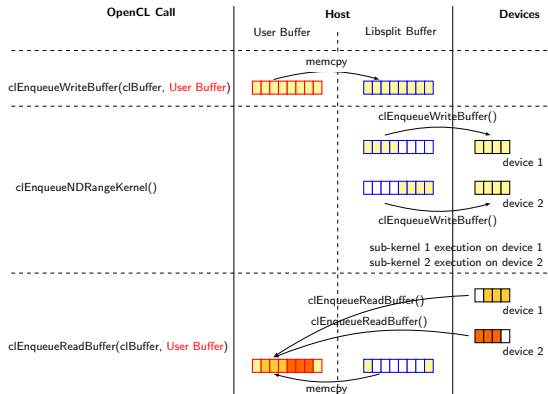 OpenCL Call
Host
Devices
User Buffer
Libsplit Buffer
memcpy
clEnqueueWriteBuffer(clBuffer, User Buffer)
clEnqueueWriteBuffer()
device 1
clEnqueueNDRangeKernel()
device 2
clEnqueueWriteBuffer()
sub-kernel 1 execution on device 1
sub-kernel 2 execution on device 2
clEnqueueReadBuffer()
device 1
clEnqueueReadBuffer()
device 2
clEnqueueReadBuffer(clBuffer, User Buffer)
memcpy